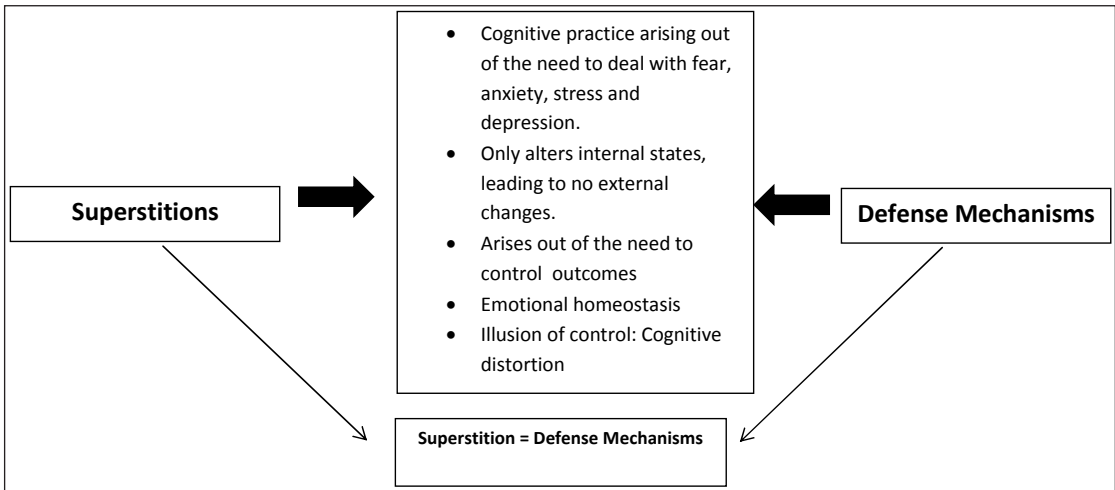 • Cognitive practice arising out
of the need to deal with fear,
anxiety, stress and
depression.
• Only alters internal states,
leading to no external
changes.
• Arises out of the need to
control outcomes
• Emotional homeostasis
• Illusion of control: Cognitive
distortion
Superstitions
Defense Mechanisms
Superstition = Defense Mechanisms